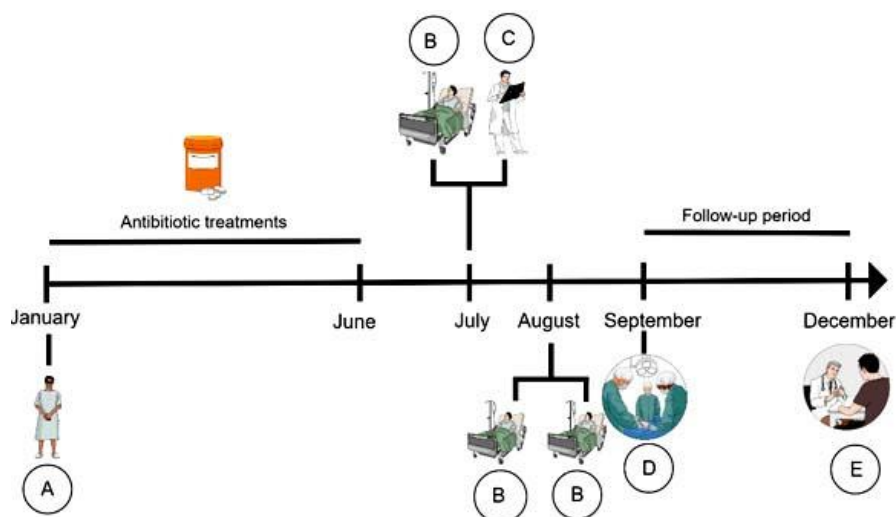 B
C
Antibitiotic treatments
Follow-up period
January
June
July
August
September
December
A
B
B
D
E